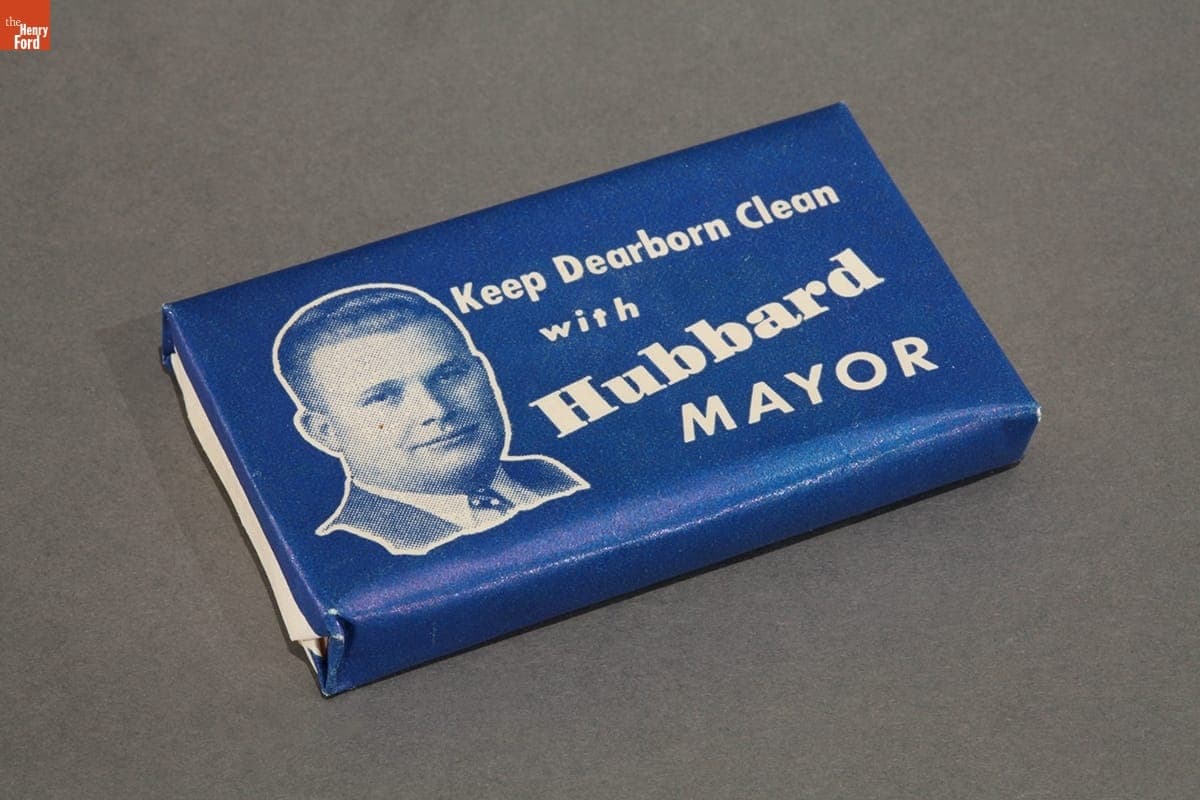 the
Henry
Ford
Keep Dearborn Clean
with
Hubbard
MAYOR